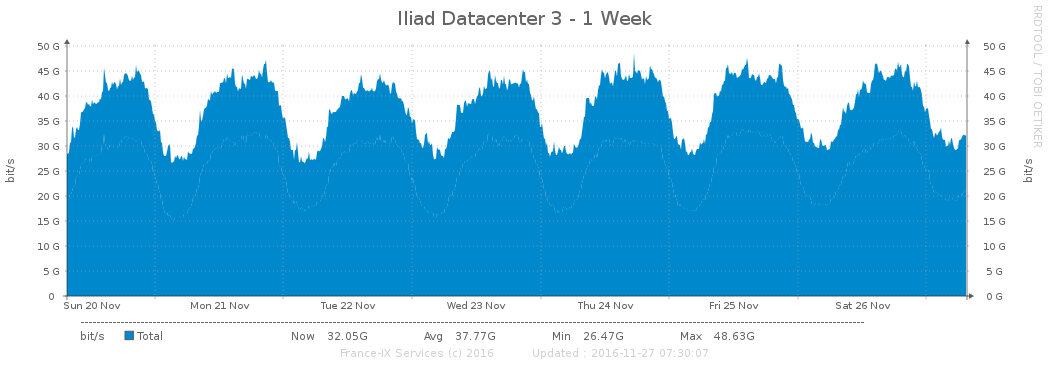 Iliad Datacenter 3 - 1 Week
RRDTOOL / TOBI OETIKER
50 G 50 G
45 G 45 G
40 G 40 G
35 G 35 G
30 G 30 G
25 G 25 G
20 G 20 G
15 G 15 G
10 G 10 G
5 G 5 G
0 0 G
bit/s
bit/s
Sun 20 Nov Mon 21 Nov Tue 22 Nov Wed 23 Nov Thu 24 Nov Fri 25 Nov Sat 26 Nov
bit/s Total Now 32.05G Avg 37.77G Min 26.47G Max 48.63G
France-IX Services (c) 2016 Updated : 2016-11-27 07:30:07